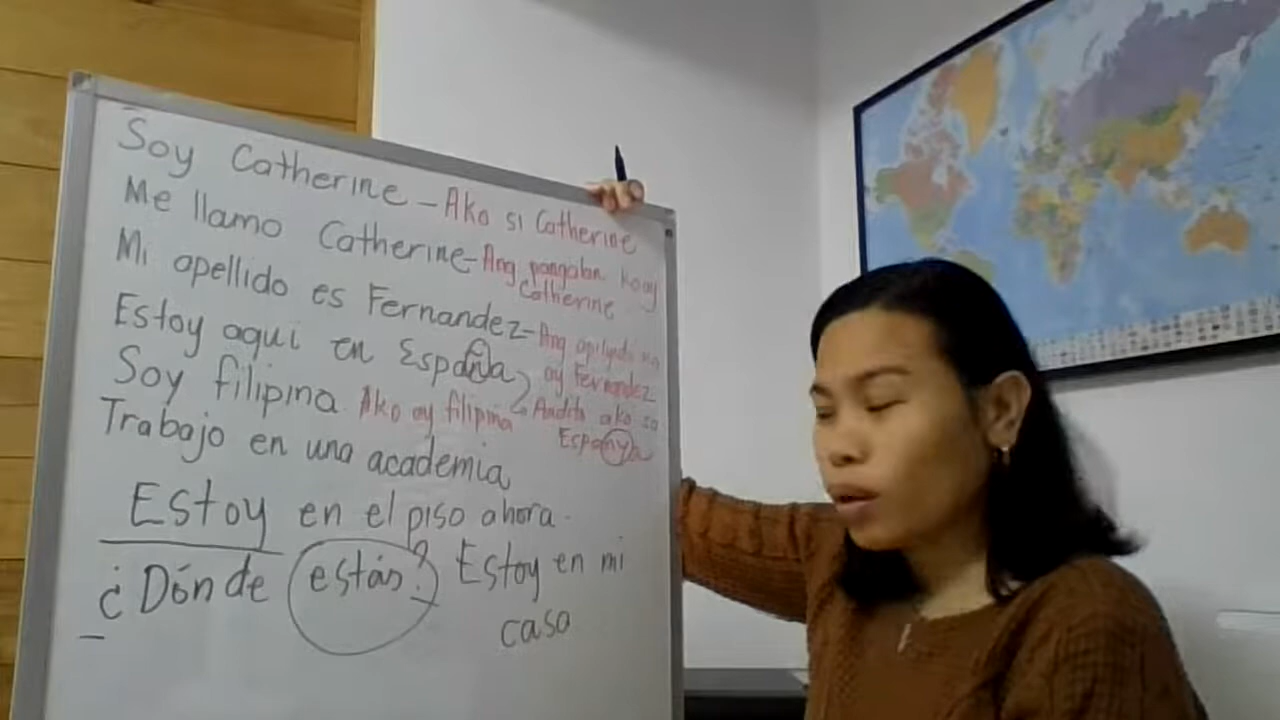 Soy Catherine - Ako si Catherine
Me llamo Catherine - Ang pangalan ko ay
Catherine
Mi apellido es Fernandez - Ang apilyido
ay Fernandez
Estoy aqui en España
Andito ako sa
Espanya
Soy filipina Ako ay filipina
Trabajo en una academia
Estoy en el piso ahora.
¿Dónde estás? Estoy en mi
casa